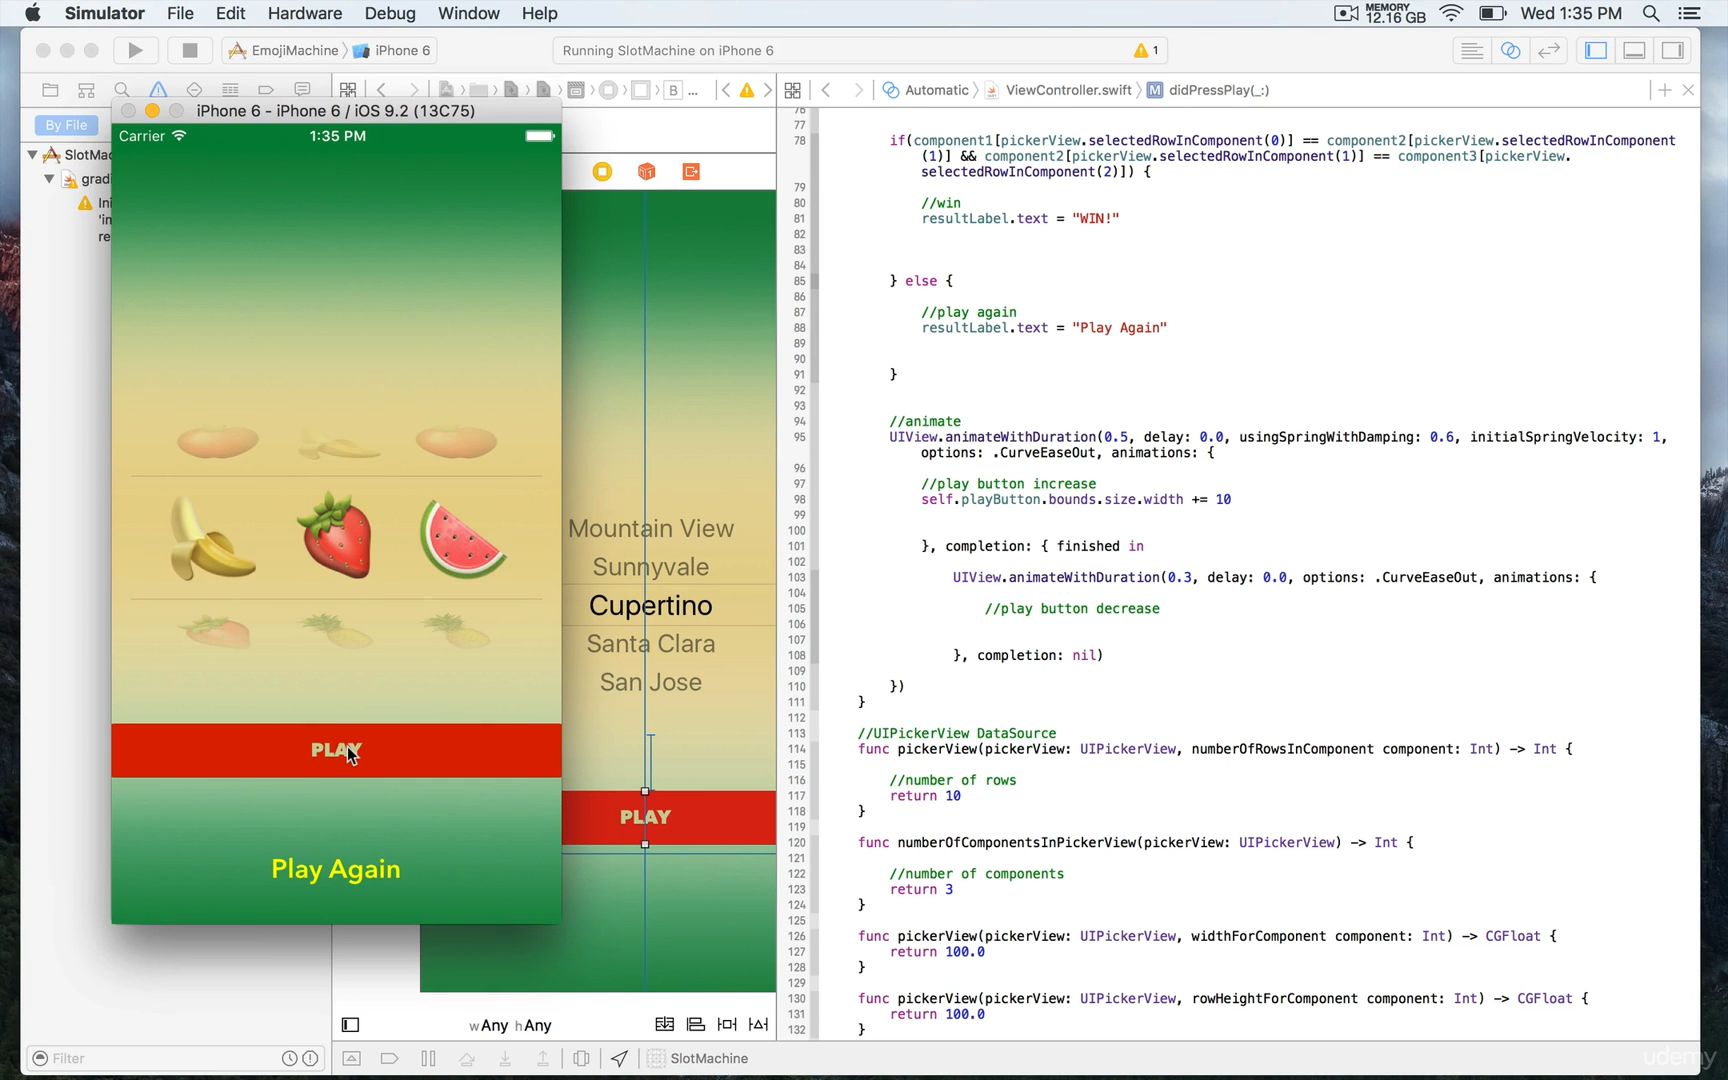 Simulator File Edit Hardware Debug Window Help
MEMORY
12.16 GB
Wed 1:35 PM
EmojiMachine
iPhone 6
Running SlotMachine on iPhone 6
1
B
...
Automatic
ViewController.swift
M
didPressPlay(_:)
iPhone 6 - iPhone 6 / iOS 9.2 (13C75)
By File
SlotMac
gradi
Ini
'in
re
Carrier
1:35 PM
PLAY
Play Again
Mountain View
Sunnyvale
Cupertino
Santa Clara
San Jose
PLAY
wAny hAny
Filter
SlotMachine
76
77
78 if(component1[pickerView.selectedRowInComponent(0)] == component2[pickerView.selectedRowInComponent
(1)] && component2[pickerView.selectedRowInComponent(1)] == component3[pickerView.
selectedRowInComponent(2)]) {
79
80 //win
81 resultLabel.text = "WIN!"
82
83
84
85 } else {
86
87 //play again
88 resultLabel.text = "Play Again"
89
90
91 }
92
93
94 //animate
95 UIView.animateWithDuration(0.5, delay: 0.0, usingSpringWithDamping: 0.6, initialSpringVelocity: 1,
options: .CurveEaseOut, animations: {
96
97 //play button increase
98 self.playButton.bounds.size.width += 10
99
100
101 }, completion: { finished in
102
103 UIView.animateWithDuration(0.3, delay: 0.0, options: .CurveEaseOut, animations: {
104
105 //play button decrease
106
107
108 }, completion: nil)
109
110 })
111 }
112
113 //UIPickerView DataSource
114 func pickerView(pickerView: UIPickerView, numberOfRowsInComponent component: Int) -> Int {
115
116 //number of rows
117 return 10
118 }
119
120 func numberOfComponentsInPickerView(pickerView: UIPickerView) -> Int {
121
122 //number of components
123 return 3
124 }
125
126 func pickerView(pickerView: UIPickerView, widthForComponent component: Int) -> CGFloat {
127 return 100.0
128 }
129
130 func pickerView(pickerView: UIPickerView, rowHeightForComponent component: Int) -> CGFloat {
131 return 100.0
132 }
udemy